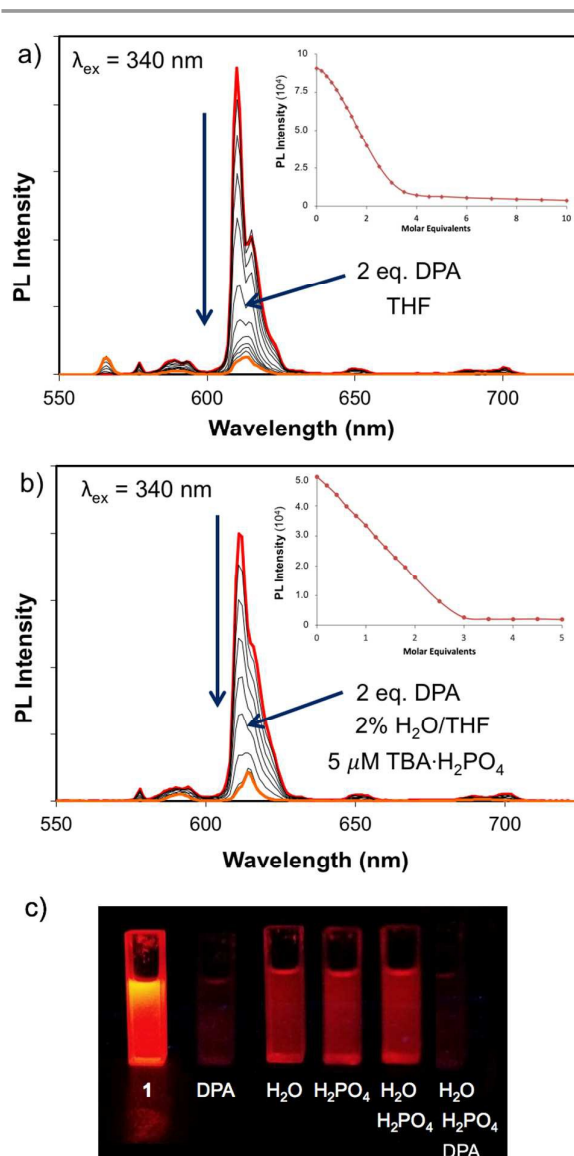 a)
λex = 340 nm
PL Intensity
PL Intensity (10⁴)
10
7.5
5.0
2.5
0
0
2
4
6
8
10
Molar Equivalents
2 eq. DPA
THF
550
600
650
700
Wavelength (nm)
b)
λex = 340 nm
PL Intensity
PL Intensity (10⁴)
5.0
4.0
3.0
2.0
1.0
0
0
1
2
3
4
5
Molar Equivalents
2 eq. DPA
2% H₂O/THF
5 μM TBA·H₂PO₄
550
600
650
700
Wavelength (nm)
c)
1
DPA
H₂O
H₂PO₄
H₂O
H₂PO₄
H₂O
H₂PO₄
DPA